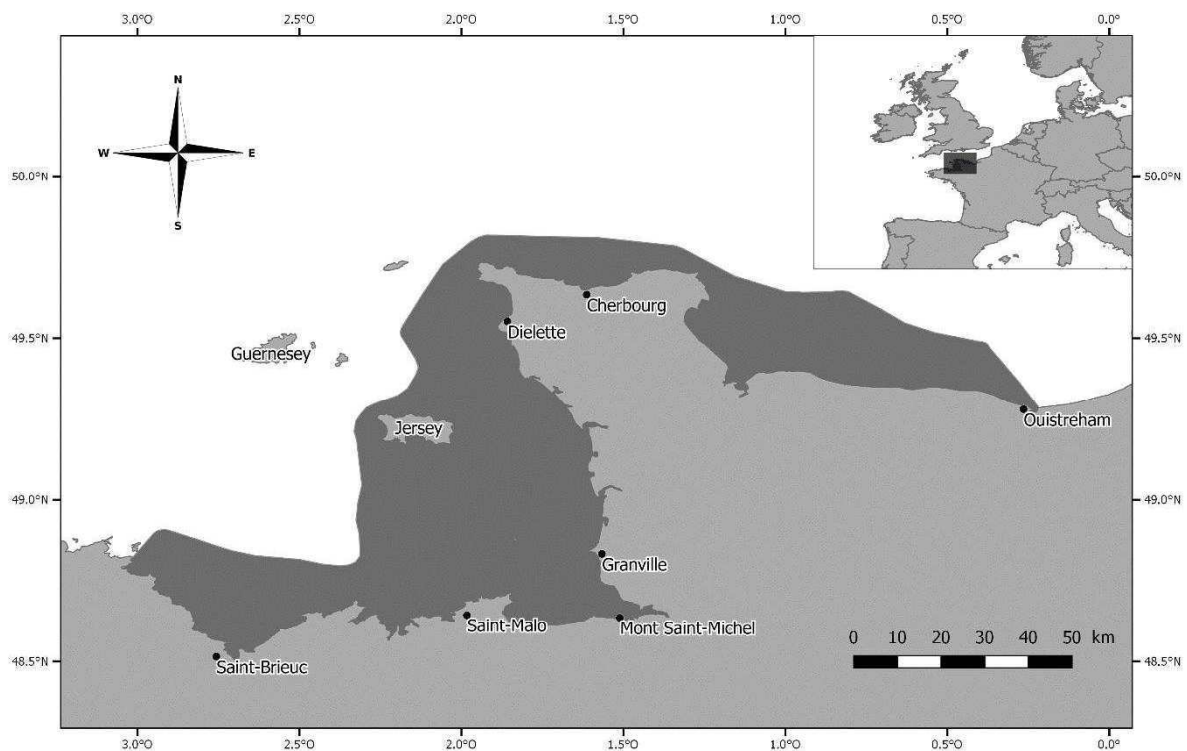 3.0°O 2.5°O 2.0°O 1.5°O 1.0°O 0.5°O 0.0°
N
W E
S
50.0°N 50.0°N
Cherbourg
Dielette
49.5°N 49.5°N
Guernesey
Ouistreham
Jersey
49.0°N 49.0°N
Granville
Saint-Malo Mont Saint-Michel
0 10 20 30 40 50 km
Saint-Brieuc
48.5°N 48.5°N
3.0°O 2.5°O 2.0°O 1.5°O 1.0°O 0.5°O 0.0°